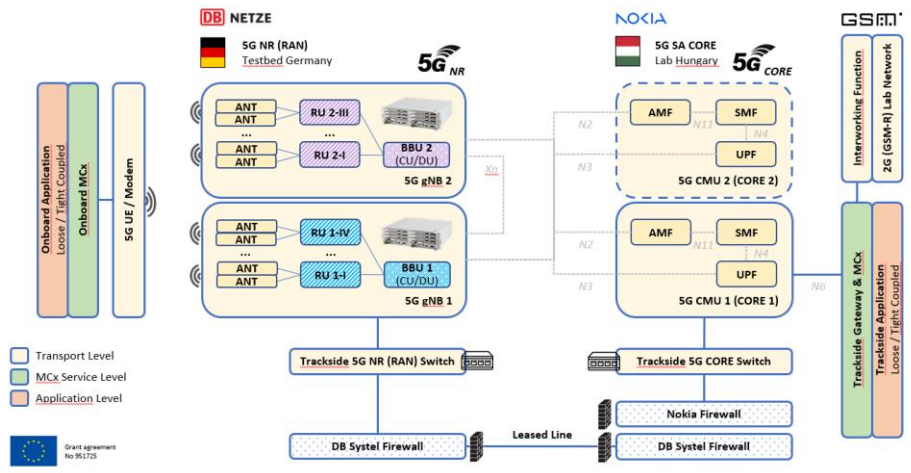 DB NETZE
NOKIA
GSM
5G NR (RAN)
Testbed Germany
5G NR
5G SA CORE
Lab Hungary
5G CORE
Onboard Application
Loose / Tight Coupled
Onboard MCx
5G UE / Modem
ANT
ANT
...
ANT
ANT
RU 2-III
...
RU 2-I
BBU 2
(CU/DU)
5G gNB 2
Xn
ANT
ANT
...
ANT
ANT
RU 1-IV
...
RU 1-I
BBU 1
(CU/DU)
5G gNB 1
N2
N3
AMF
N11
SMF
N4
UPF
5G CMU 2 (CORE 2)
N2
N3
AMF
N11
SMF
N4
UPF
5G CMU 1 (CORE 1)
N6
Interworking Function
2G (GSM-R) Lab Network
Trackside Gateway & MCx
Trackside Application
Loose / Tight Coupled
Transport Level
MCx Service Level
Application Level
Trackside 5G NR (RAN) Switch
Trackside 5G CORE Switch
Nokia Firewall
DB Systel Firewall
Leased Line
DB Systel Firewall
Grant agreement
No 951725